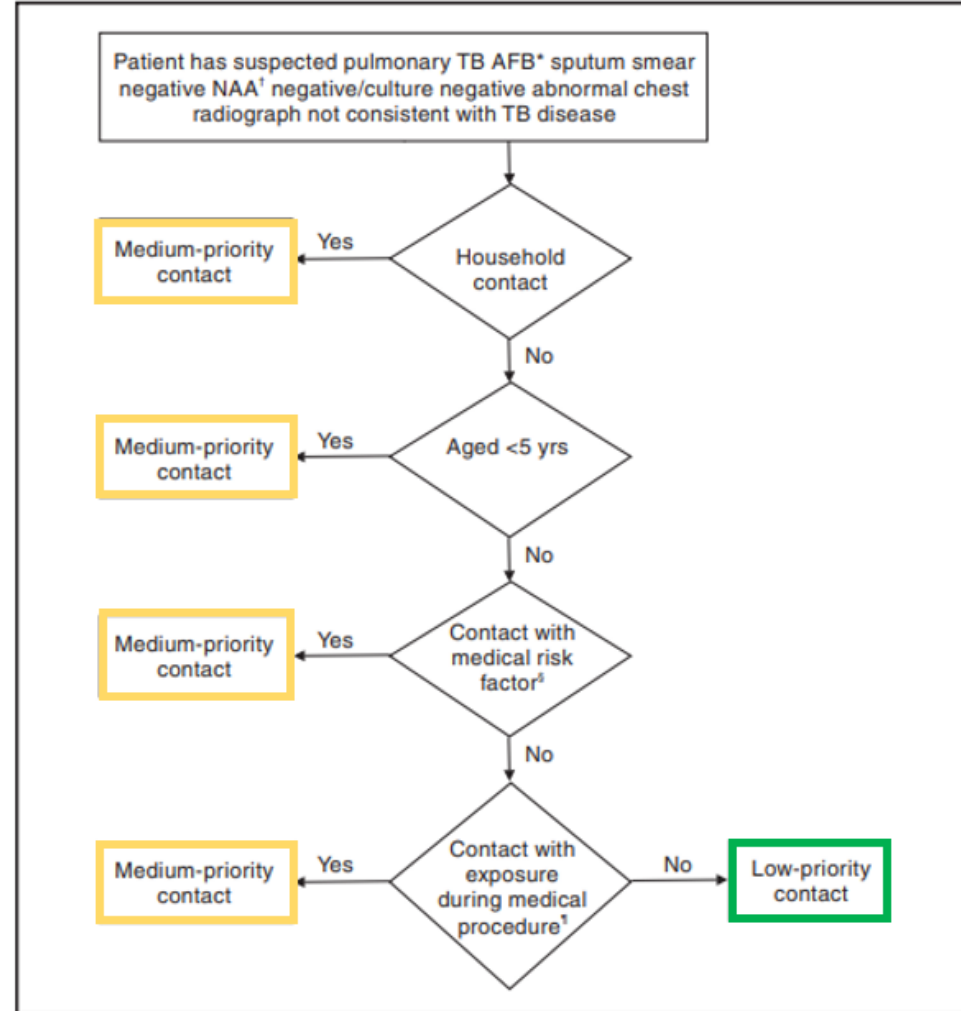 Patient has suspected pulmonary TB AFB* sputum smear
negative NAA† negative/culture negative abnormal chest
radiograph not consistent with TB disease
Medium-priority
contact
Yes
Household
contact
No
Medium-priority
contact
Yes
Aged <5 yrs
No
Medium-priority
contact
Yes
Contact with
medical risk
factor§
No
Medium-priority
contact
Yes
Contact with
exposure
during medical
procedure¶
No
Low-priority
contact